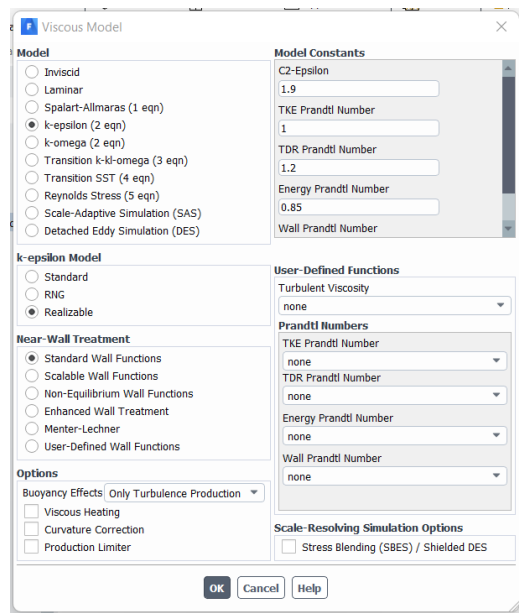 Viscous Model
Model
Inviscid
Laminar
Spalart-Allmaras (1 eqn)
k-epsilon (2 eqn)
k-omega (2 eqn)
Transition k-kl-omega (3 eqn)
Transition SST (4 eqn)
Reynolds Stress (5 eqn)
Scale-Adaptive Simulation (SAS)
Detached Eddy Simulation (DES)
k-epsilon Model
Standard
RNG
Realizable
Near-Wall Treatment
Standard Wall Functions
Scalable Wall Functions
Non-Equilibrium Wall Functions
Enhanced Wall Treatment
Menter-Lechner
User-Defined Wall Functions
Options
Buoyancy Effects Only Turbulence Production
Viscous Heating
Curvature Correction
Production Limiter
Model Constants
C2-Epsilon
1.9
TKE Prandtl Number
1
TDR Prandtl Number
1.2
Energy Prandtl Number
0.85
Wall Prandtl Number
User-Defined Functions
Turbulent Viscosity
none
Prandtl Numbers
TKE Prandtl Number
none
TDR Prandtl Number
none
Energy Prandtl Number
none
Wall Prandtl Number
none
Scale-Resolving Simulation Options
Stress Blending (SBES) / Shielded DES
OK Cancel Help